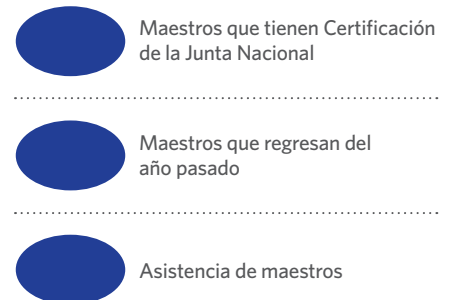 Maestros que tienen Certificación
de la Junta Nacional
Maestros que regresan del
año pasado
Asistencia de maestros